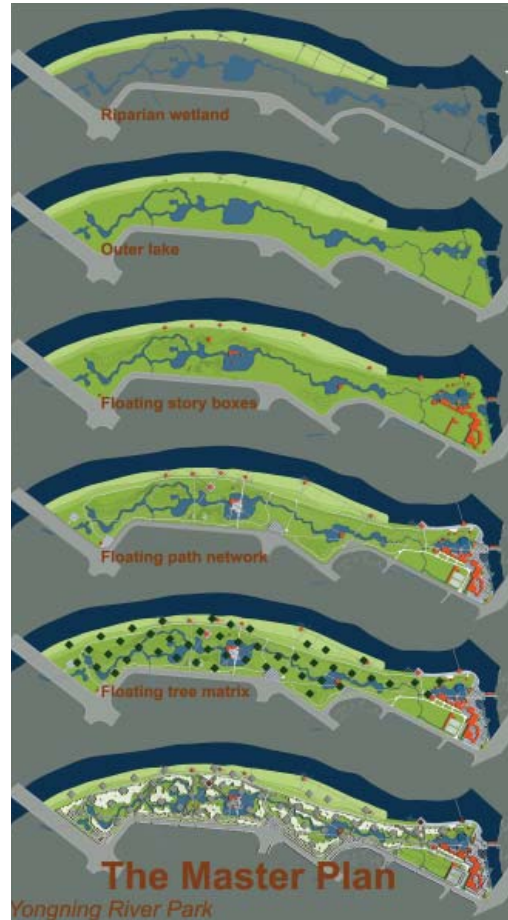 Riparian wetland
Outer lake
Floating story boxes
Floating path network
Floating tree matrix
The Master Plan
Yongning River Park